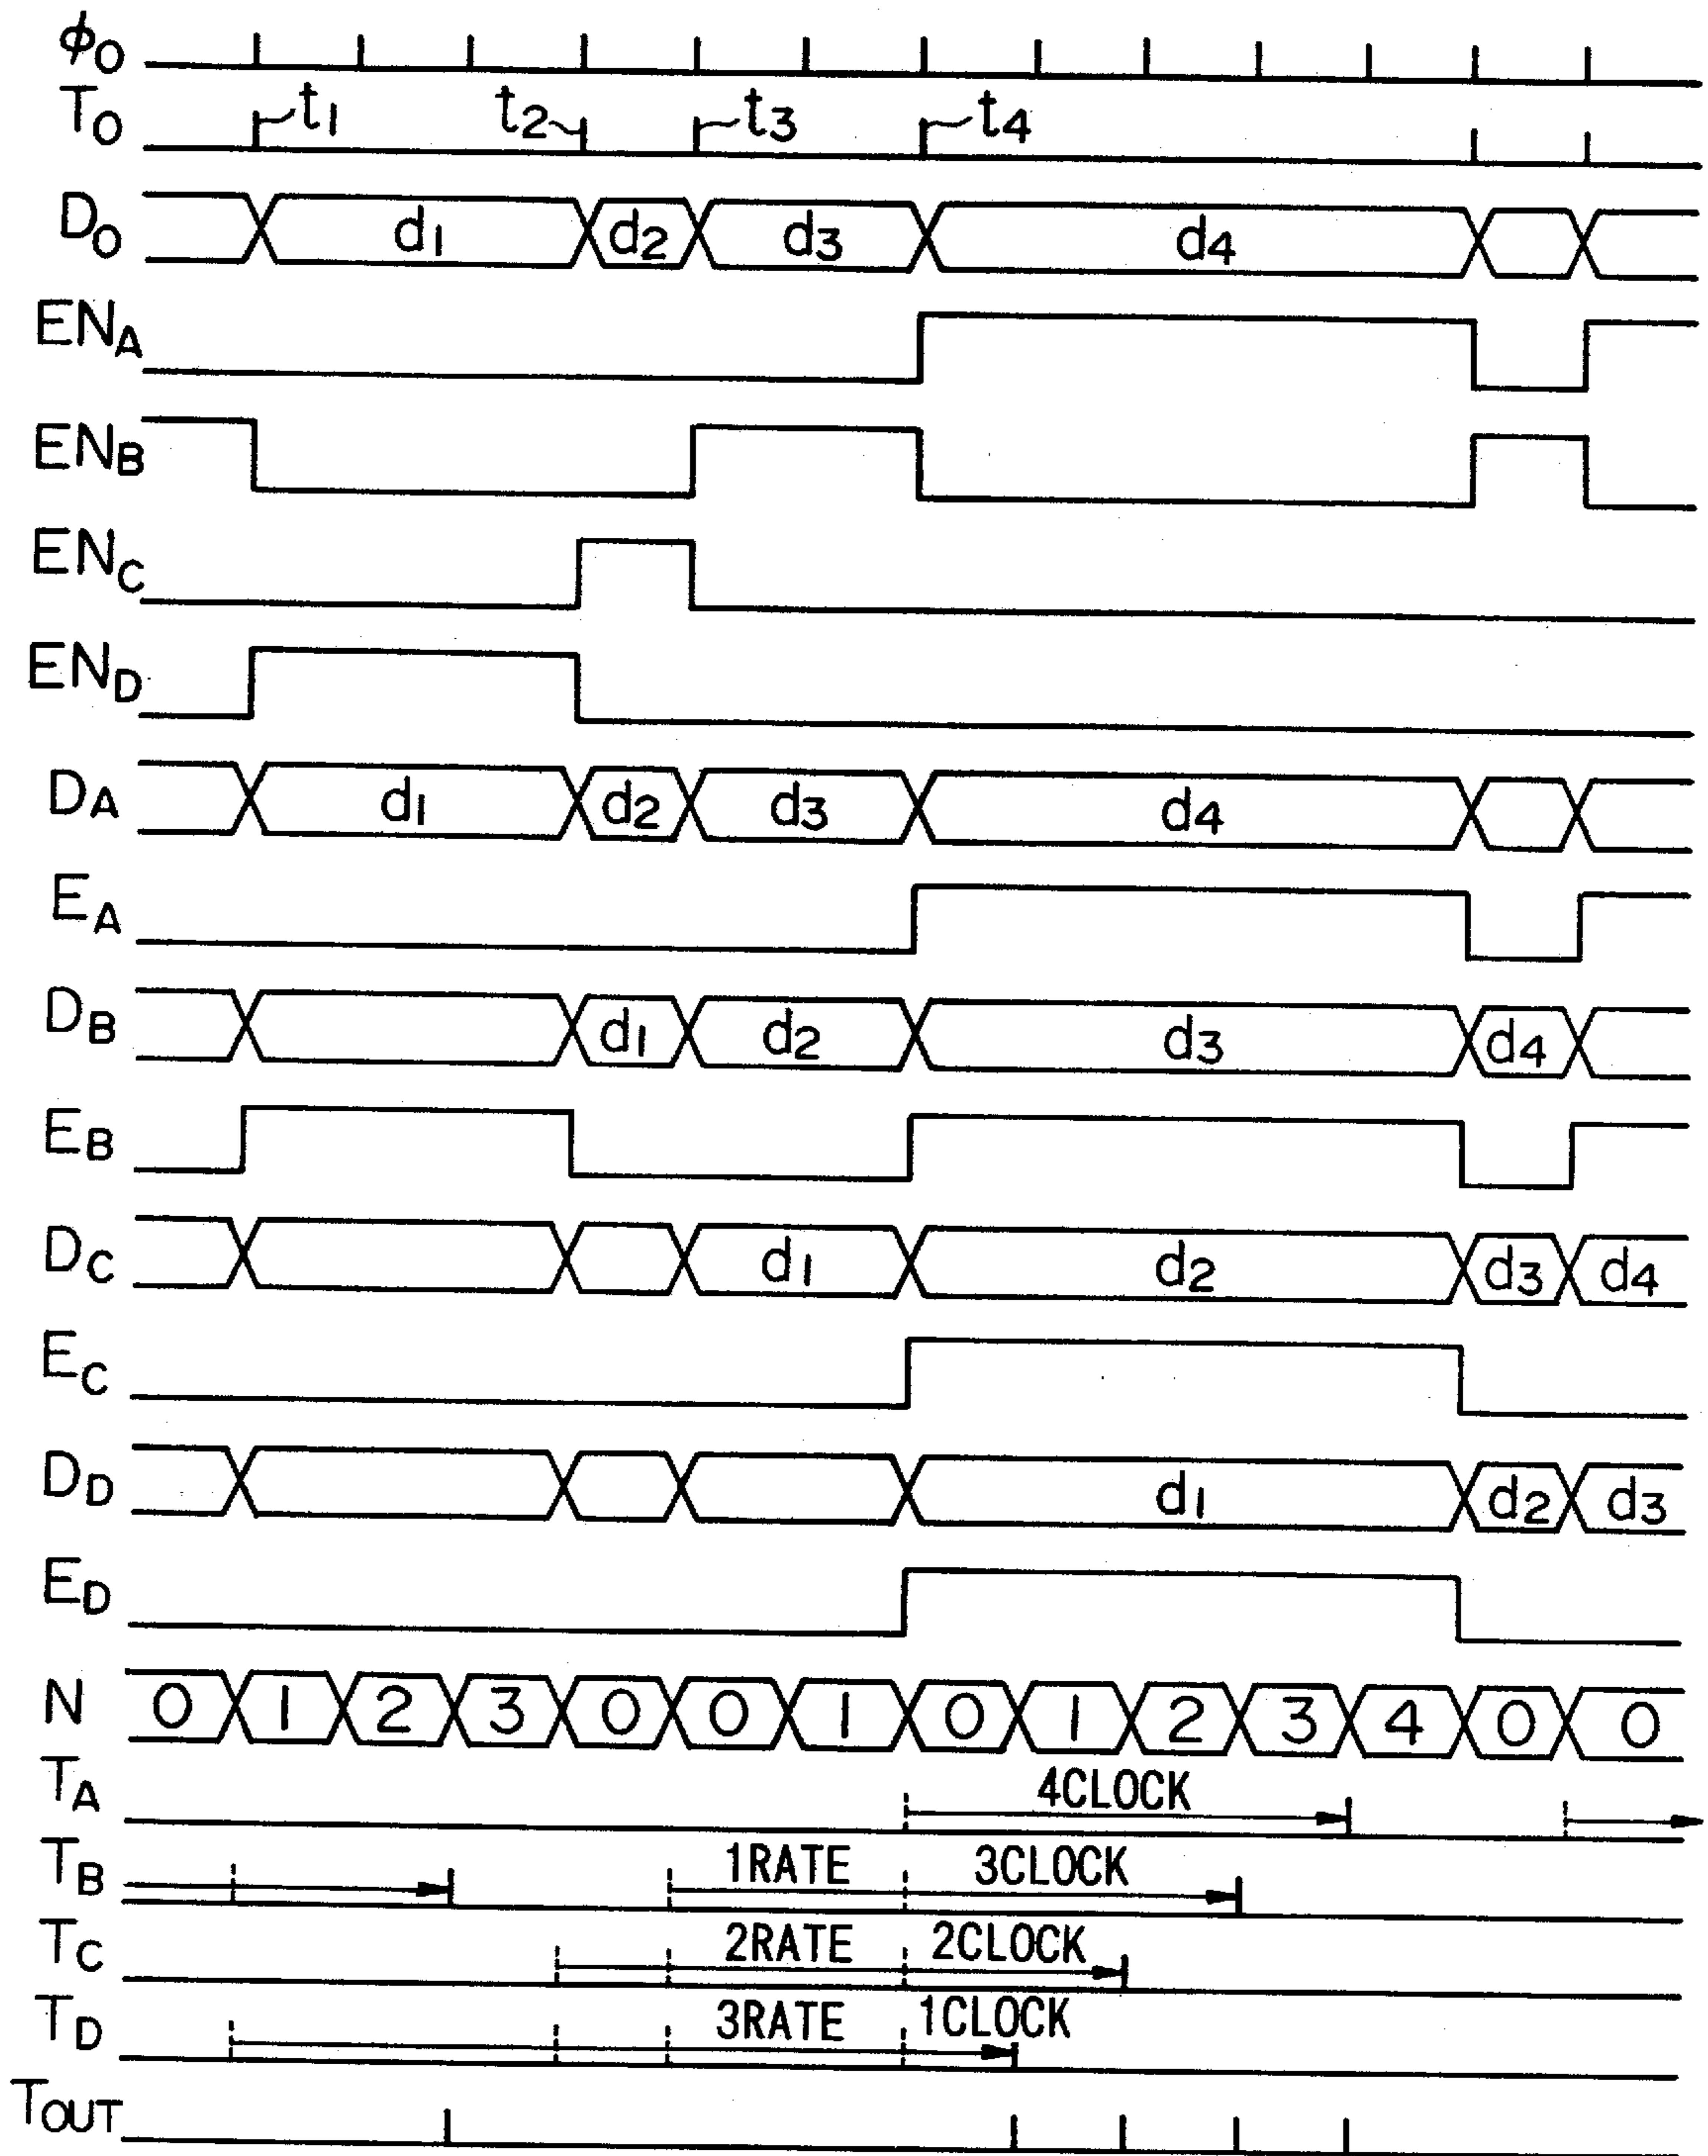 ϕ0
T0 t1 t2 t3 t4
D0 d1 d2 d3 d4
ENA
ENB
ENC
END
DA d1 d2 d3 d4
EA
DB d1 d2 d3 d4
EB
DC d1 d2 d3 d4
EC
DD d1 d2 d3
ED
N 0 1 2 3 0 0 1 0 1 2 3 4 0 0
TA 4CLOCK
TB 1RATE 3CLOCK
TC 2RATE 2CLOCK
TD 3RATE 1CLOCK
TOUT